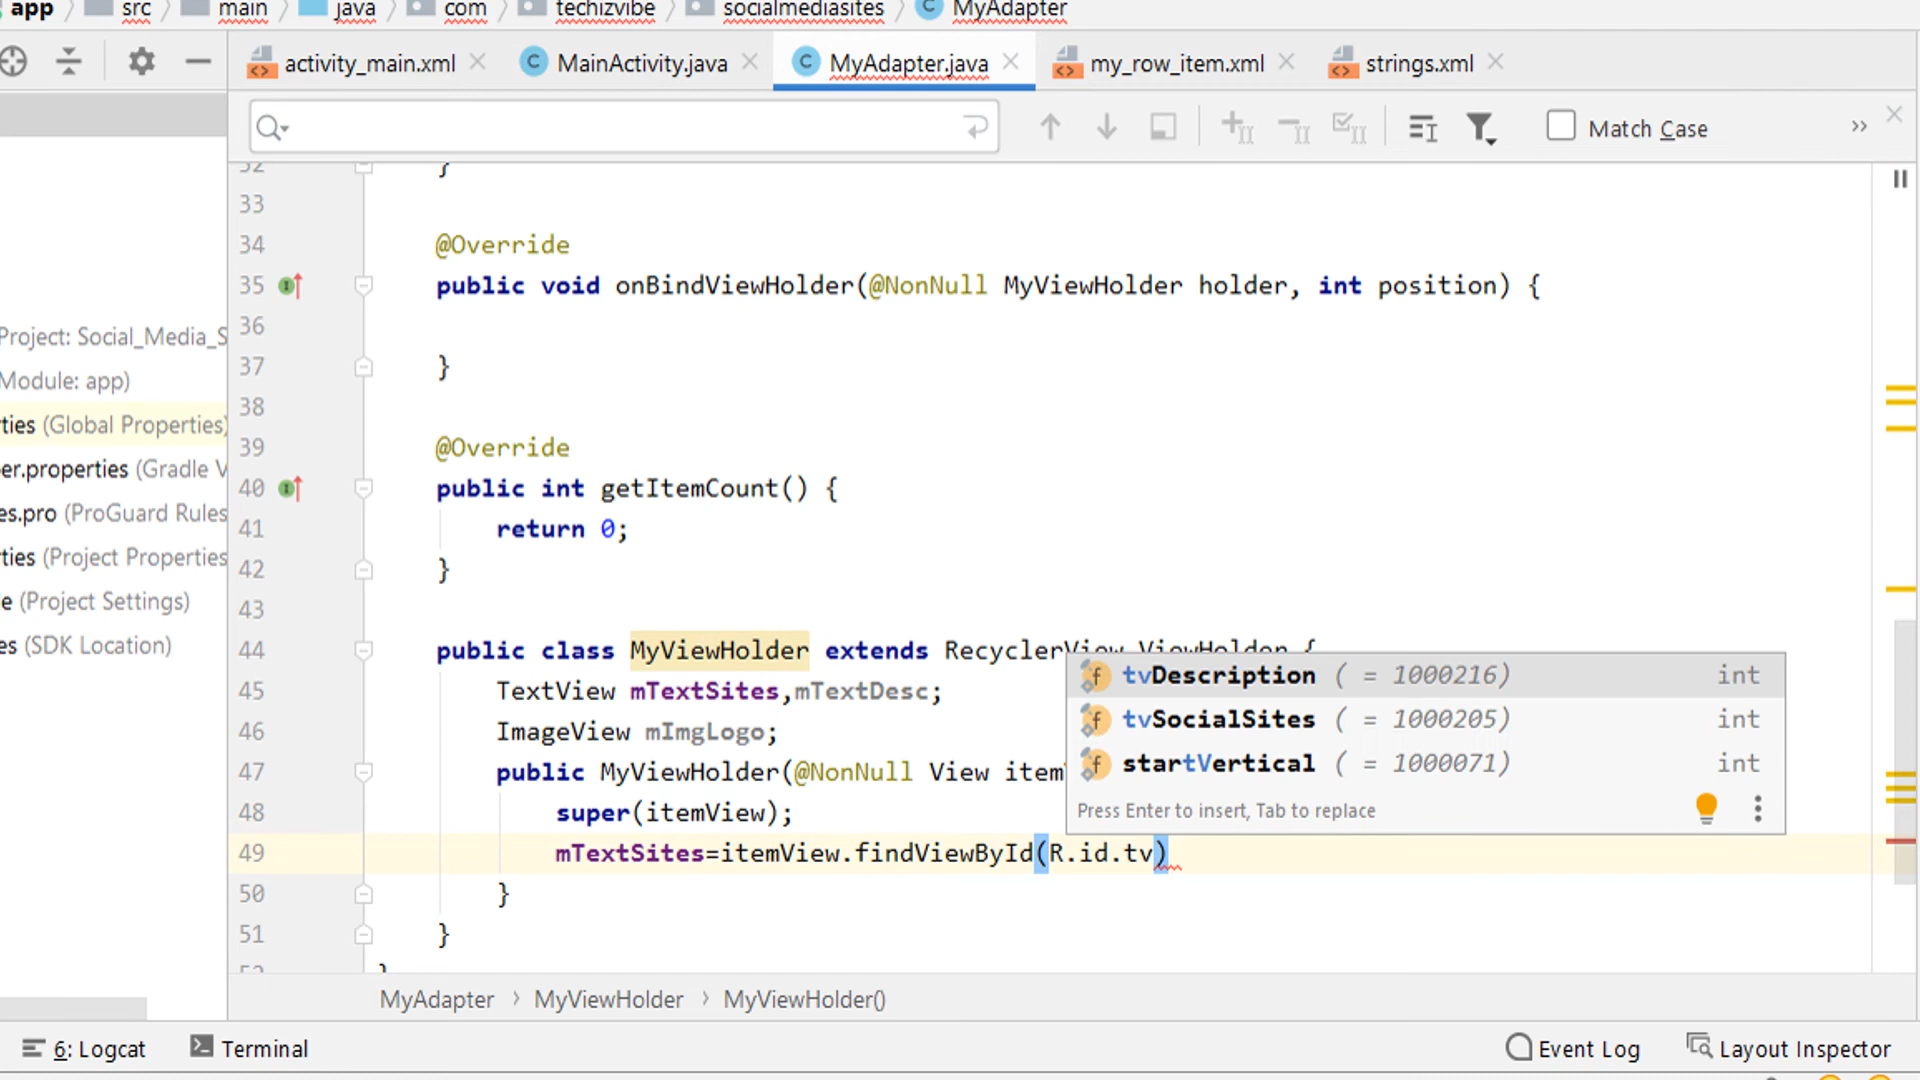 app src main java com techizvibe socialmediasites MyAdapter
activity_main.xml MainActivity.java MyAdapter.java my_row_item.xml strings.xml
Match Case
32 }
33
34 @Override
35 public void onBindViewHolder(@NonNull MyViewHolder holder, int position) {
36
Project: Social_Media_S
37 }
Module: app)
38
ties (Global Properties)
39 @Override
er.properties (Gradle V
40 public int getItemCount() {
es.pro (ProGuard Rules
41 return 0;
ties (Project Properties
42 }
e (Project Settings)
43
es (SDK Location)
44 public class MyViewHolder extends RecyclerView.ViewHolder {
tvDescription ( = 1000216) int
45 TextView mTextSites,mTextDesc;
tvSocialSites ( = 1000205) int
46 ImageView mImgLogo;
startVertical ( = 1000071) int
47 public MyViewHolder(@NonNull View item
Press Enter to insert, Tab to replace
48 super(itemView);
49 mTextSites=itemView.findViewById(R.id.tv)
50 }
51 }
52 }
MyAdapter › MyViewHolder › MyViewHolder()
6: Logcat Terminal Event Log Layout Inspector